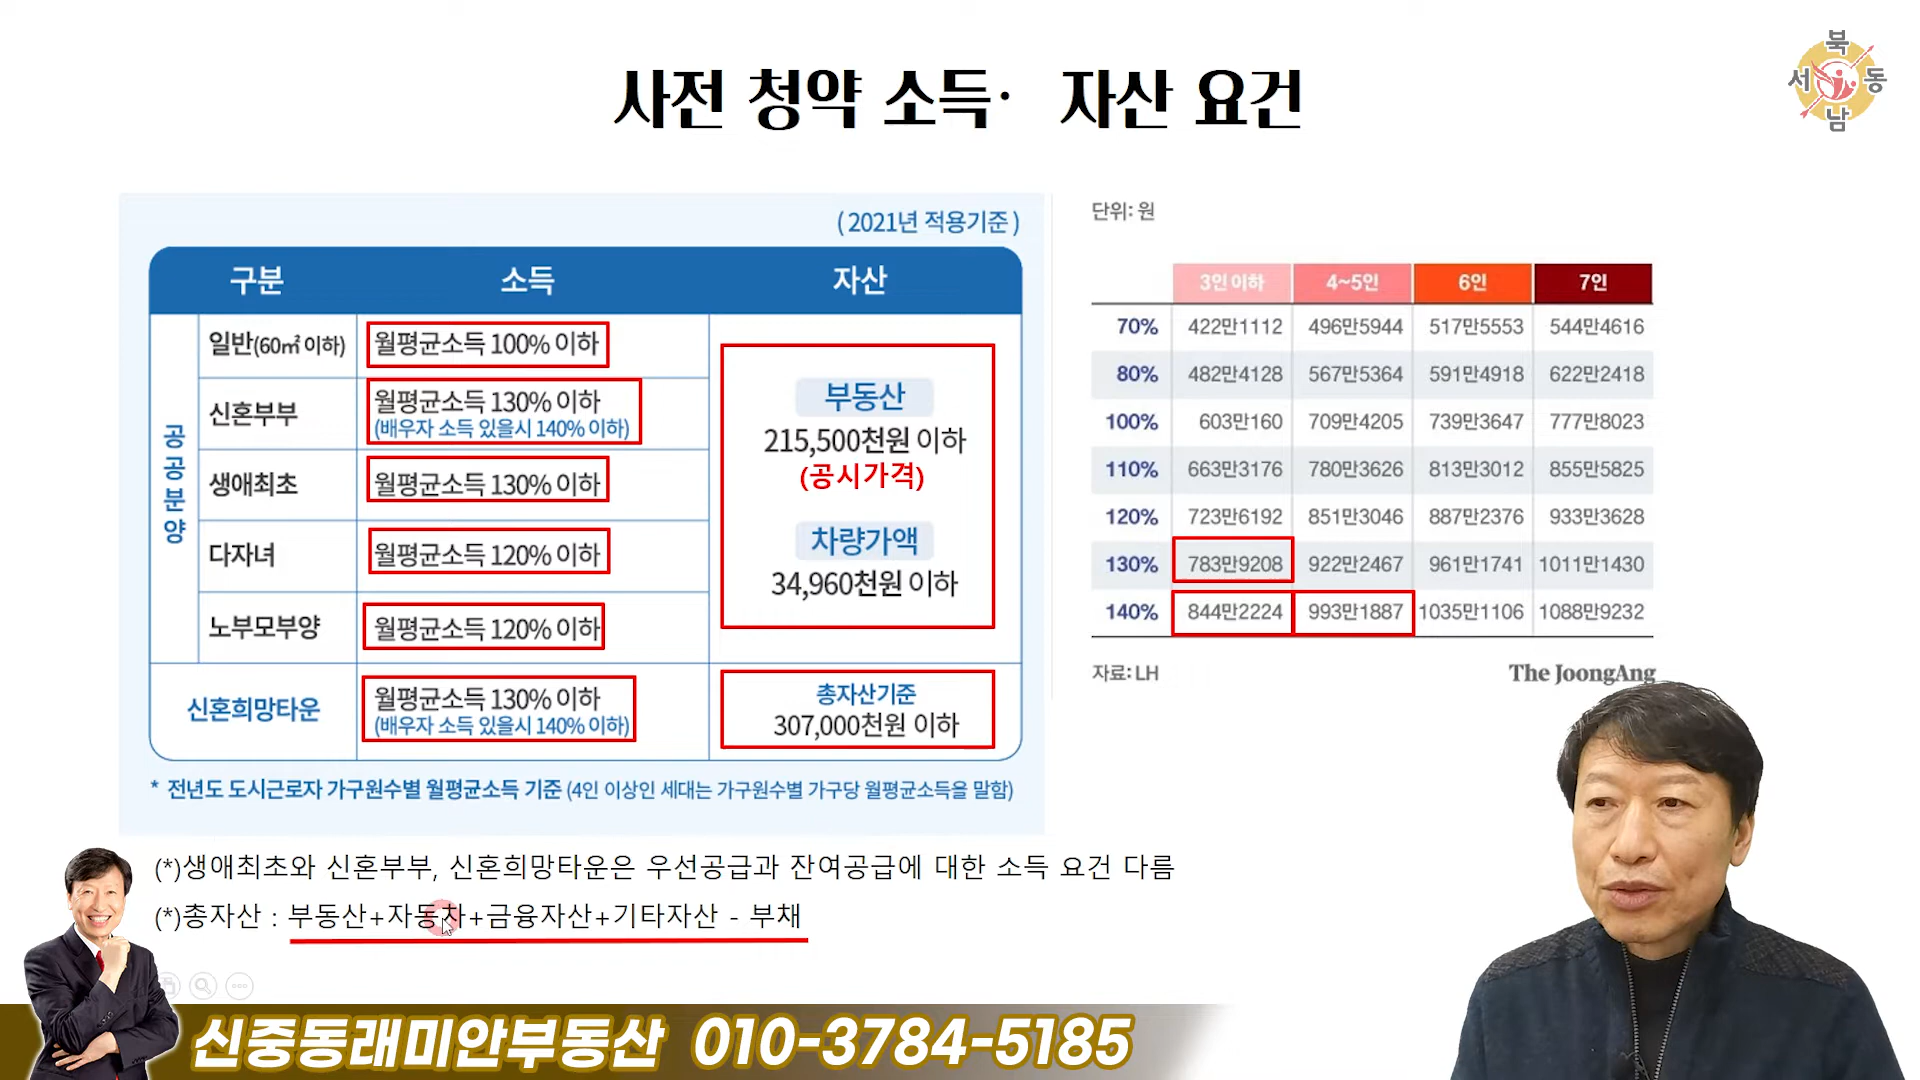 사전 청약 소득· 자산 요건
북
서 동
남
( 2021년 적용기준 )
구분 소득 자산
공공분양
일반(60㎡ 이하) 월평균소득 100% 이하
신혼부부 월평균소득 130% 이하
(배우자 소득 있을시 140% 이하)
생애최초 월평균소득 130% 이하
다자녀 월평균소득 120% 이하
노부모부양 월평균소득 120% 이하
부동산
215,500천원 이하
(공시가격)
차량가액
34,960천원 이하
신혼희망타운 월평균소득 130% 이하
(배우자 소득 있을시 140% 이하)
총자산기준
307,000천원 이하
* 전년도 도시근로자 가구원수별 월평균소득 기준 (4인 이상인 세대는 가구원수별 가구당 월평균소득을 말함)
단위: 원
3인 이하 4~5인 6인 7인
70% 422만1112 496만5944 517만5553 544만4616
80% 482만4128 567만5364 591만4918 622만2418
100% 603만160 709만4205 739만3647 777만8023
110% 663만3176 780만3626 813만3012 855만5825
120% 723만6192 851만3046 887만2376 933만3628
130% 783만9208 922만2467 961만1741 1011만1430
140% 844만2224 993만1887 1035만1106 1088만9232
자료: LH The JoongAng
(*)생애최초와 신혼부부, 신혼희망타운은 우선공급과 잔여공급에 대한 소득 요건 다름
(*)총자산 : 부동산+자동차+금융자산+기타자산 - 부채
신중동래미안부동산 010-3784-5185